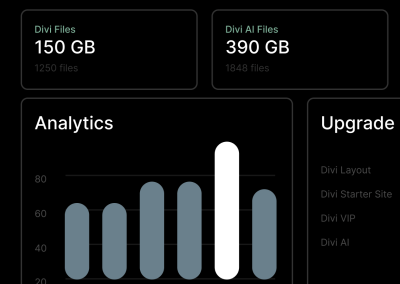 Divi Files
150 GB
1250 files
Divi AI Files
390 GB
1848 files
Analytics
80
60
40
20
Upgrade
Divi Layout
Divi Starter Site
Divi VIP
Divi AI